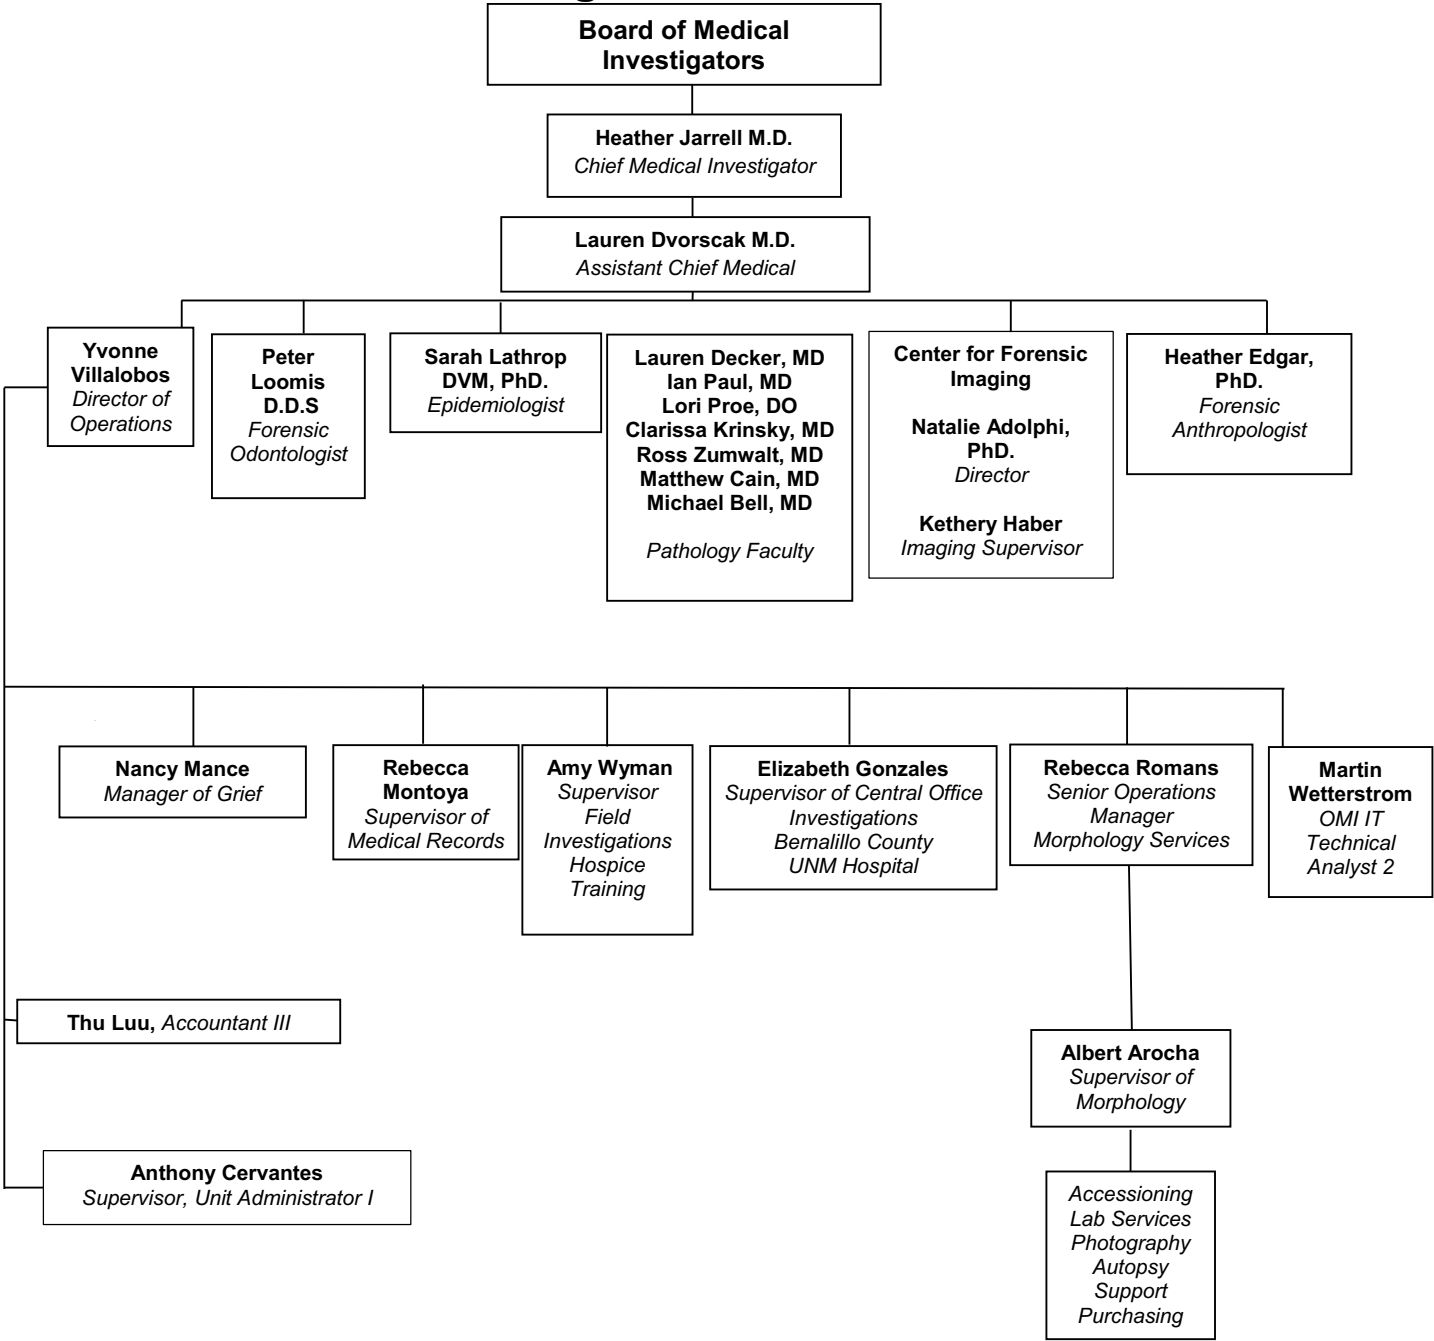 Board of Medical
Investigators
Heather Jarrell M.D.
Chief Medical Investigator
Lauren Dvorscak M.D.
Assistant Chief Medical
Yvonne
Villalobos
Director of
Operations
Peter
Loomis
D.D.S
Forensic
Odontologist
Sarah Lathrop
DVM, PhD.
Epidemiologist
Lauren Decker, MD
Ian Paul, MD
Lori Proe, DO
Clarissa Krinsky, MD
Ross Zumwalt, MD
Matthew Cain, MD
Michael Bell, MD
Pathology Faculty
Center for Forensic
Imaging
Natalie Adolphi,
PhD.
Director
Kethery Haber
Imaging Supervisor
Heather Edgar,
PhD.
Forensic
Anthropologist
Nancy Mance
Manager of Grief
Rebecca
Montoya
Supervisor of
Medical Records
Amy Wyman
Supervisor
Field
Investigations
Hospice
Training
Elizabeth Gonzales
Supervisor of Central Office
Investigations
Bernalillo County
UNM Hospital
Rebecca Romans
Senior Operations
Manager
Morphology Services
Martin
Wetterstrom
OMI IT
Technical
Analyst 2
Thu Luu, Accountant III
Albert Arocha
Supervisor of
Morphology
Anthony Cervantes
Supervisor, Unit Administrator I
Accessioning
Lab Services
Photography
Autopsy
Support
Purchasing